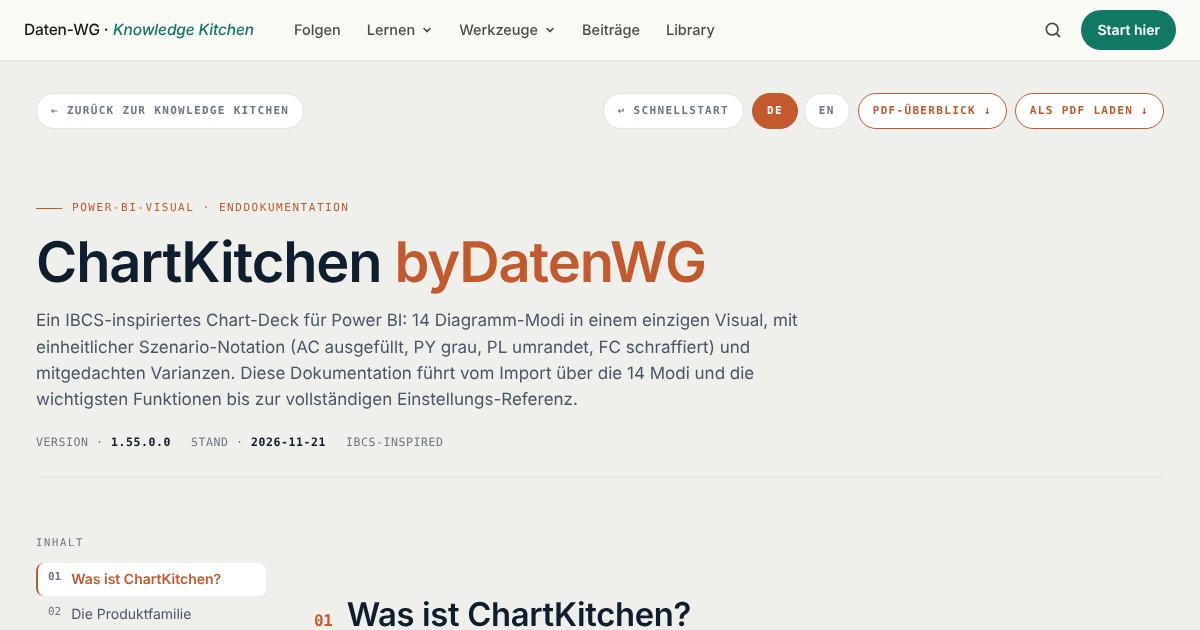 Daten-WG · Knowledge Kitchen Folgen Lernen Werkzeuge Beiträge Library Start hier
← ZURÜCK ZUR KNOWLEDGE KITCHEN ↩ SCHNELLSTART DE EN PDF-ÜBERBLICK ↓ ALS PDF LADEN ↓
POWER-BI-VISUAL · ENDDOKUMENTATION
ChartKitchen byDatenWG
Ein IBCS-inspiriertes Chart-Deck für Power BI: 14 Diagramm-Modi in einem einzigen Visual, mit
einheitlicher Szenario-Notation (AC ausgefüllt, PY grau, PL umrandet, FC schraffiert) und
mitgedachten Varianzen. Diese Dokumentation führt vom Import über die 14 Modi und die
wichtigsten Funktionen bis zur vollständigen Einstellungs-Referenz.
VERSION · 1.55.0.0 STAND · 2026-11-21 IBCS-INSPIRED
INHALT
01 Was ist ChartKitchen?
02 Die Produktfamilie
01 Was ist ChartKitchen?